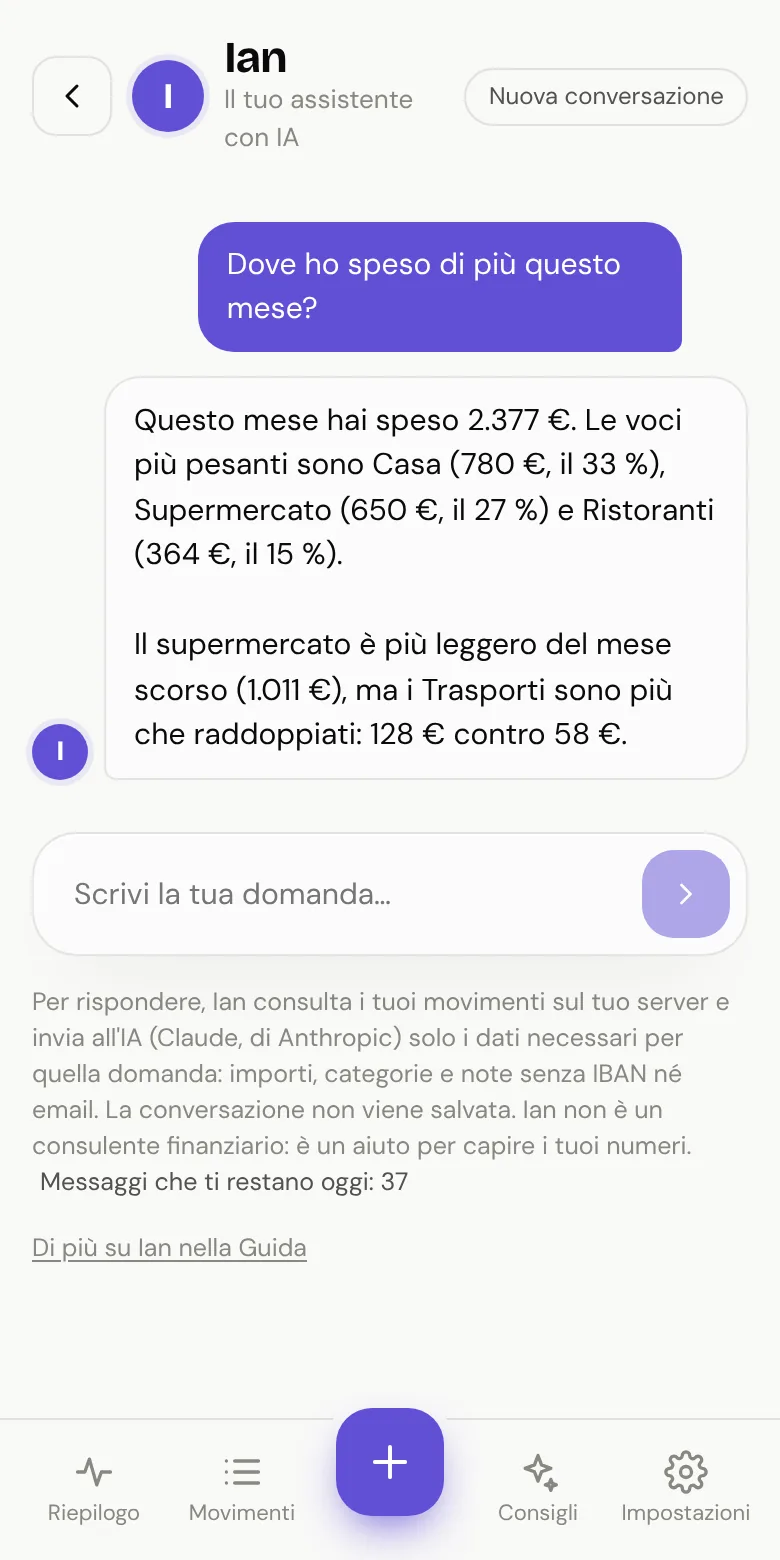 Ian
I
Il tuo assistente
con IA
Nuova conversazione
Dove ho speso di più questo
mese?
Questo mese hai speso 2.377 €. Le voci
più pesanti sono Casa (780 €, il 33 %),
Supermercato (650 €, il 27 %) e Ristoranti
(364 €, il 15 %).
Il supermercato è più leggero del mese
scorso (1.011 €), ma i Trasporti sono più
che raddoppiati: 128 € contro 58 €.
I
Scrivi la tua domanda...
Per rispondere, Ian consulta i tuoi movimenti sul tuo server e
invia all'IA (Claude, di Anthropic) solo i dati necessari per
quella domanda: importi, categorie e note senza IBAN né
email. La conversazione non viene salvata. Ian non è un
consulente finanziario: è un aiuto per capire i tuoi numeri.
Messaggi che ti restano oggi: 37
Di più su Ian nella Guida
Riepilogo
Movimenti
Consigli
Impostazioni